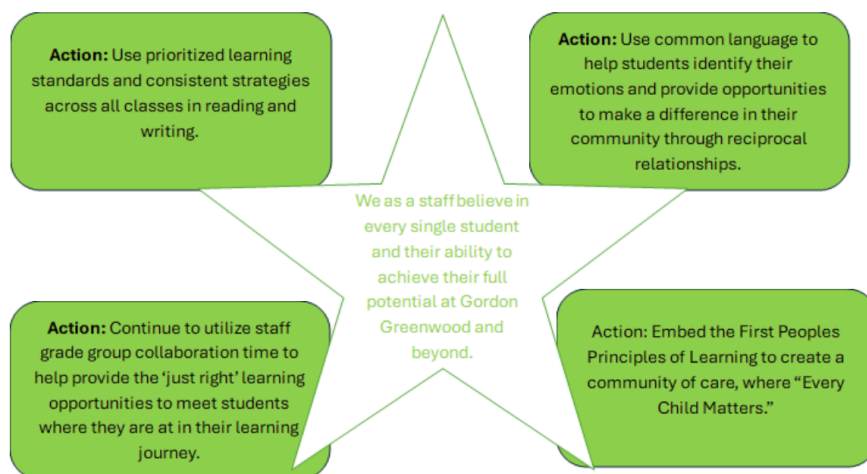 Action: Use prioritized learning
standards and consistent strategies
across all classes in reading and
writing.
Action: Use common language to
help students identify their
emotions and provide opportunities
to make a difference in their
community through reciprocal
relationships.
We as a staff believe in
every single student
and their ability to
achieve their full
potential at Gordon
Greenwood and
beyond.
Action: Continue to utilize staff
grade group collaboration time to
help provide the ‘just right’ learning
opportunities to meet students
where they are at in their learning
journey.
Action: Embed the First Peoples
Principles of Learning to create a
community of care, where “Every
Child Matters.”